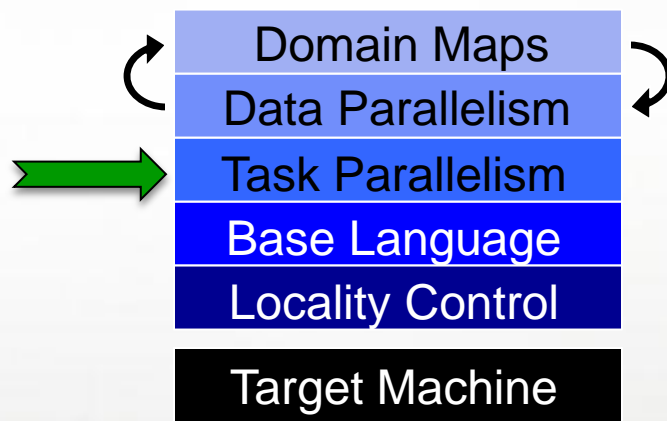 Domain Maps
Data Parallelism
Task Parallelism
Base Language
Locality Control
Target Machine